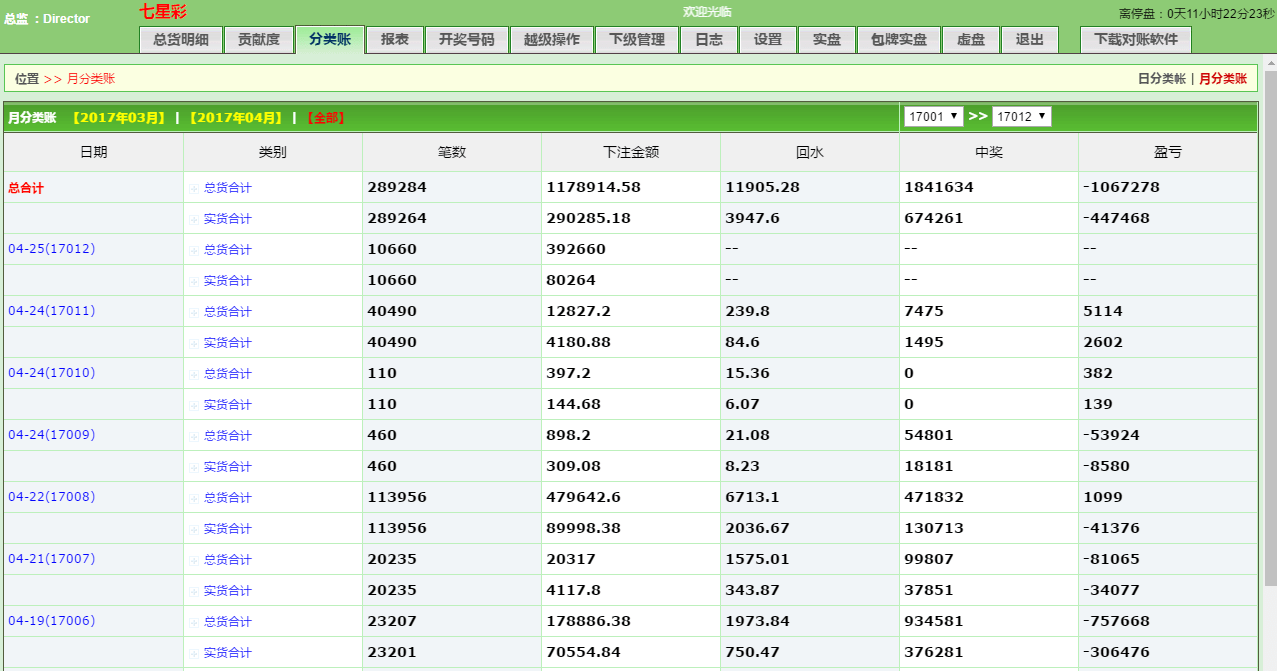 总监 ：Director
七星彩
欢迎光临
离停盘：0天11小时22分23秒
总货明细 贡献度 分类账 报表 开奖号码 越级操作 下级管理 日志 设置 实盘 包牌实盘 虚盘 退出 下载对账软件
位置 >> 月分类账
日分类帐 | 月分类账
月分类账 【2017年03月】 | 【2017年04月】 | 【全部】
17001 >> 17012
日期 类别 笔数 下注金额 回水 中奖 盈亏
总合计 总货合计 289284 1178914.58 11905.28 1841634 -1067278
实货合计 289264 290285.18 3947.6 674261 -447468
04-25(17012) 总货合计 10660 392660 -- -- --
实货合计 10660 80264 -- -- --
04-24(17011) 总货合计 40490 12827.2 239.8 7475 5114
实货合计 40490 4180.88 84.6 1495 2602
04-24(17010) 总货合计 110 397.2 15.36 0 382
实货合计 110 144.68 6.07 0 139
04-24(17009) 总货合计 460 898.2 21.08 54801 -53924
实货合计 460 309.08 8.23 18181 -8580
04-22(17008) 总货合计 113956 479642.6 6713.1 471832 1099
实货合计 113956 89998.38 2036.67 130713 -41376
04-21(17007) 总货合计 20235 20317 1575.01 99807 -81065
实货合计 20235 4117.8 343.87 37851 -34077
04-19(17006) 总货合计 23207 178886.38 1973.84 934581 -757668
实货合计 23201 70554.84 750.47 376281 -306476